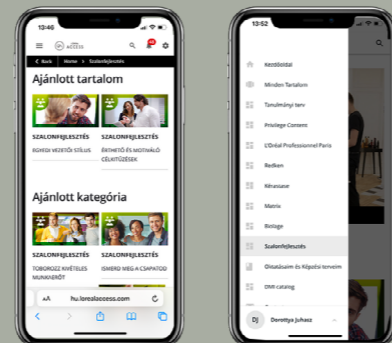 13:46
ACCESS
Back Home > Szalonfejlesztés
Ajánlott tartalom
SZALONFEJLESZTÉS
EGYEDI VEZETŐI STÍLUS
SZALONFEJLESZTÉS
ÉRTHETŐ ÉS MOTIVÁLÓ
CÉLKITŰZÉSEK
Ajánlott kategória
SZALONFEJLESZTÉS
TOBOROZZ KIVÉTELES
MUNKAERŐT
SZALONFEJLESZTÉS
ISMERD MEG A CSAPATOD
AA hu.lorealaccess.com
13:52
Kezdőoldal
Minden Tartalom
Tanulmányi terv
Privilege Content
L'Oréal Professionnel Paris
Redken
Kérastase
Matrix
Biolage
Szalonfejlesztés
Oktatásaim és Képzési terveim
DMI catalog
DJ Dorottya Juhasz